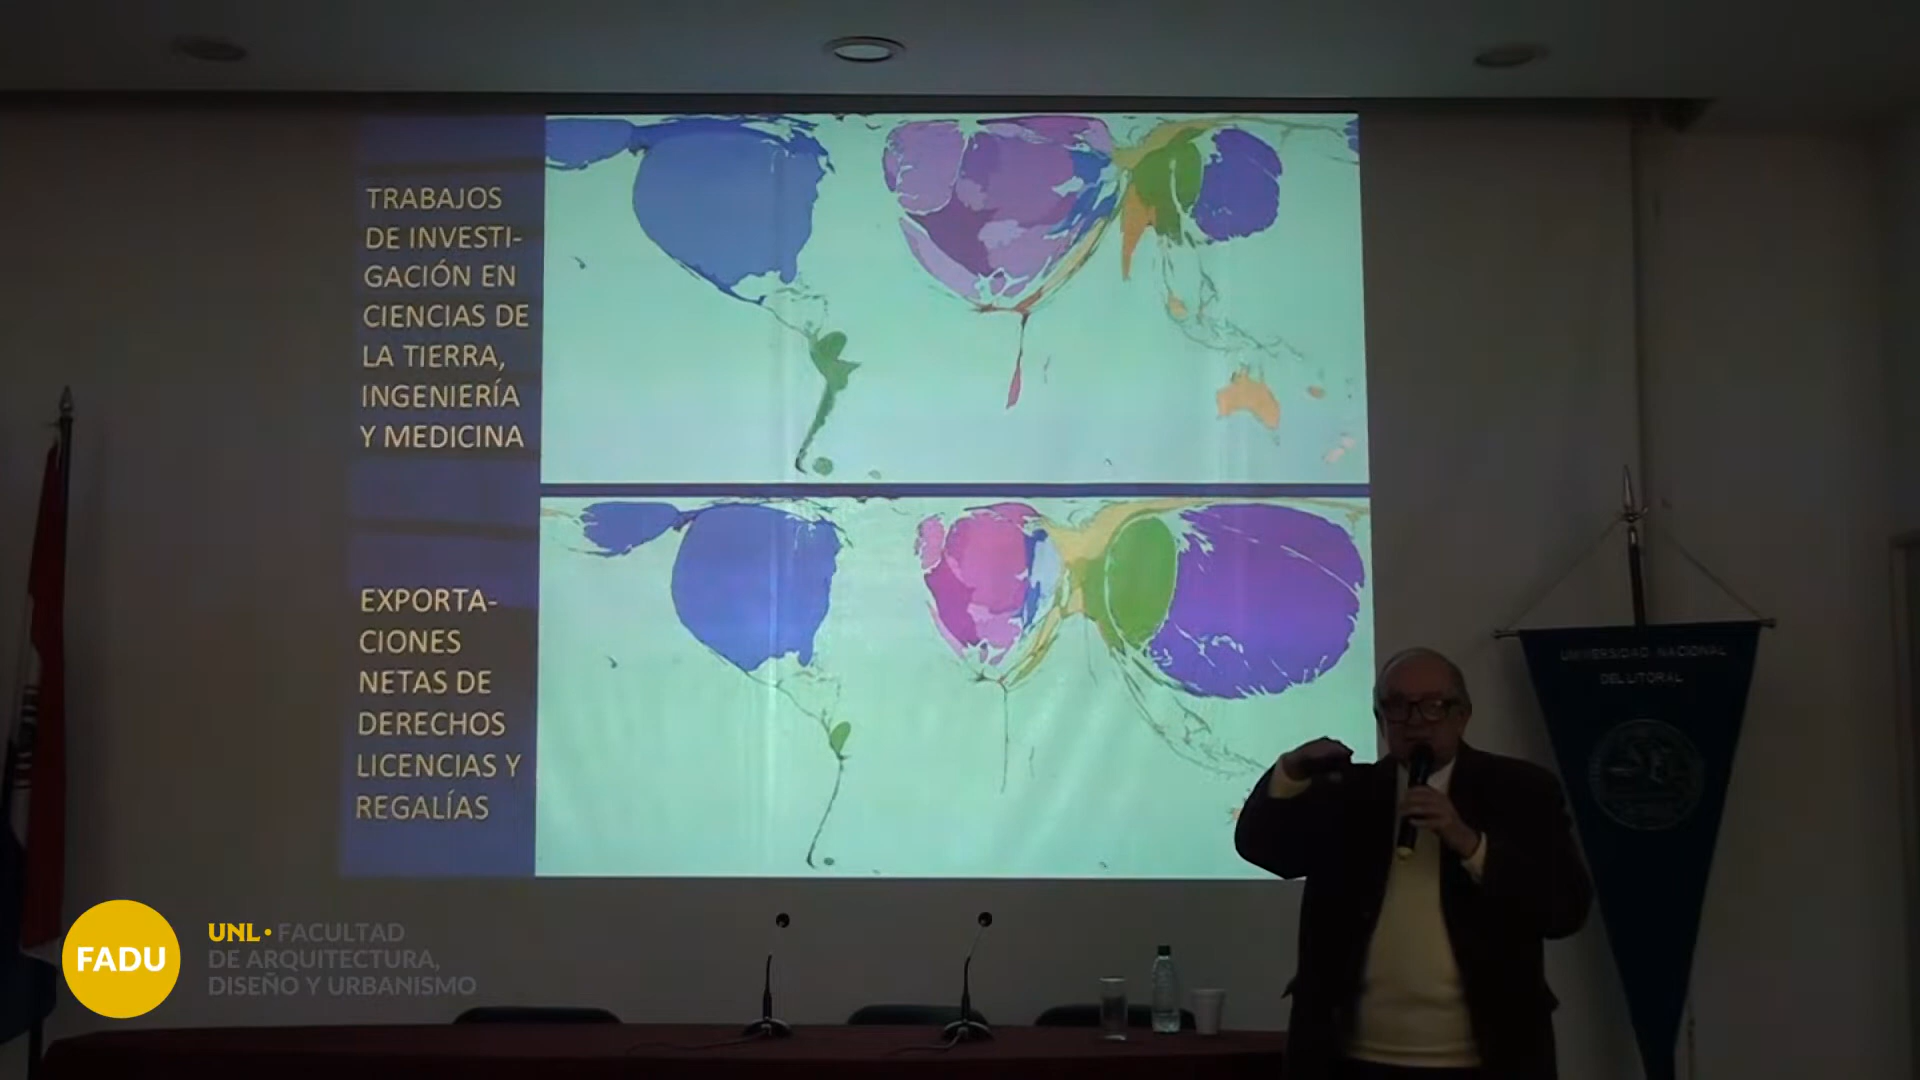 TRABAJOS
DE INVESTI-
GACIÓN EN
CIENCIAS DE
LA TIERRA,
INGENIERÍA
Y MEDICINA
EXPORTA-
CIONES
NETAS DE
DERECHOS
LICENCIAS Y
REGALÍAS
UNIVERSIDAD NACIONAL
DEL LITORAL
FADU
UNL • FACULTAD
DE ARQUITECTURA,
DISEÑO Y URBANISMO